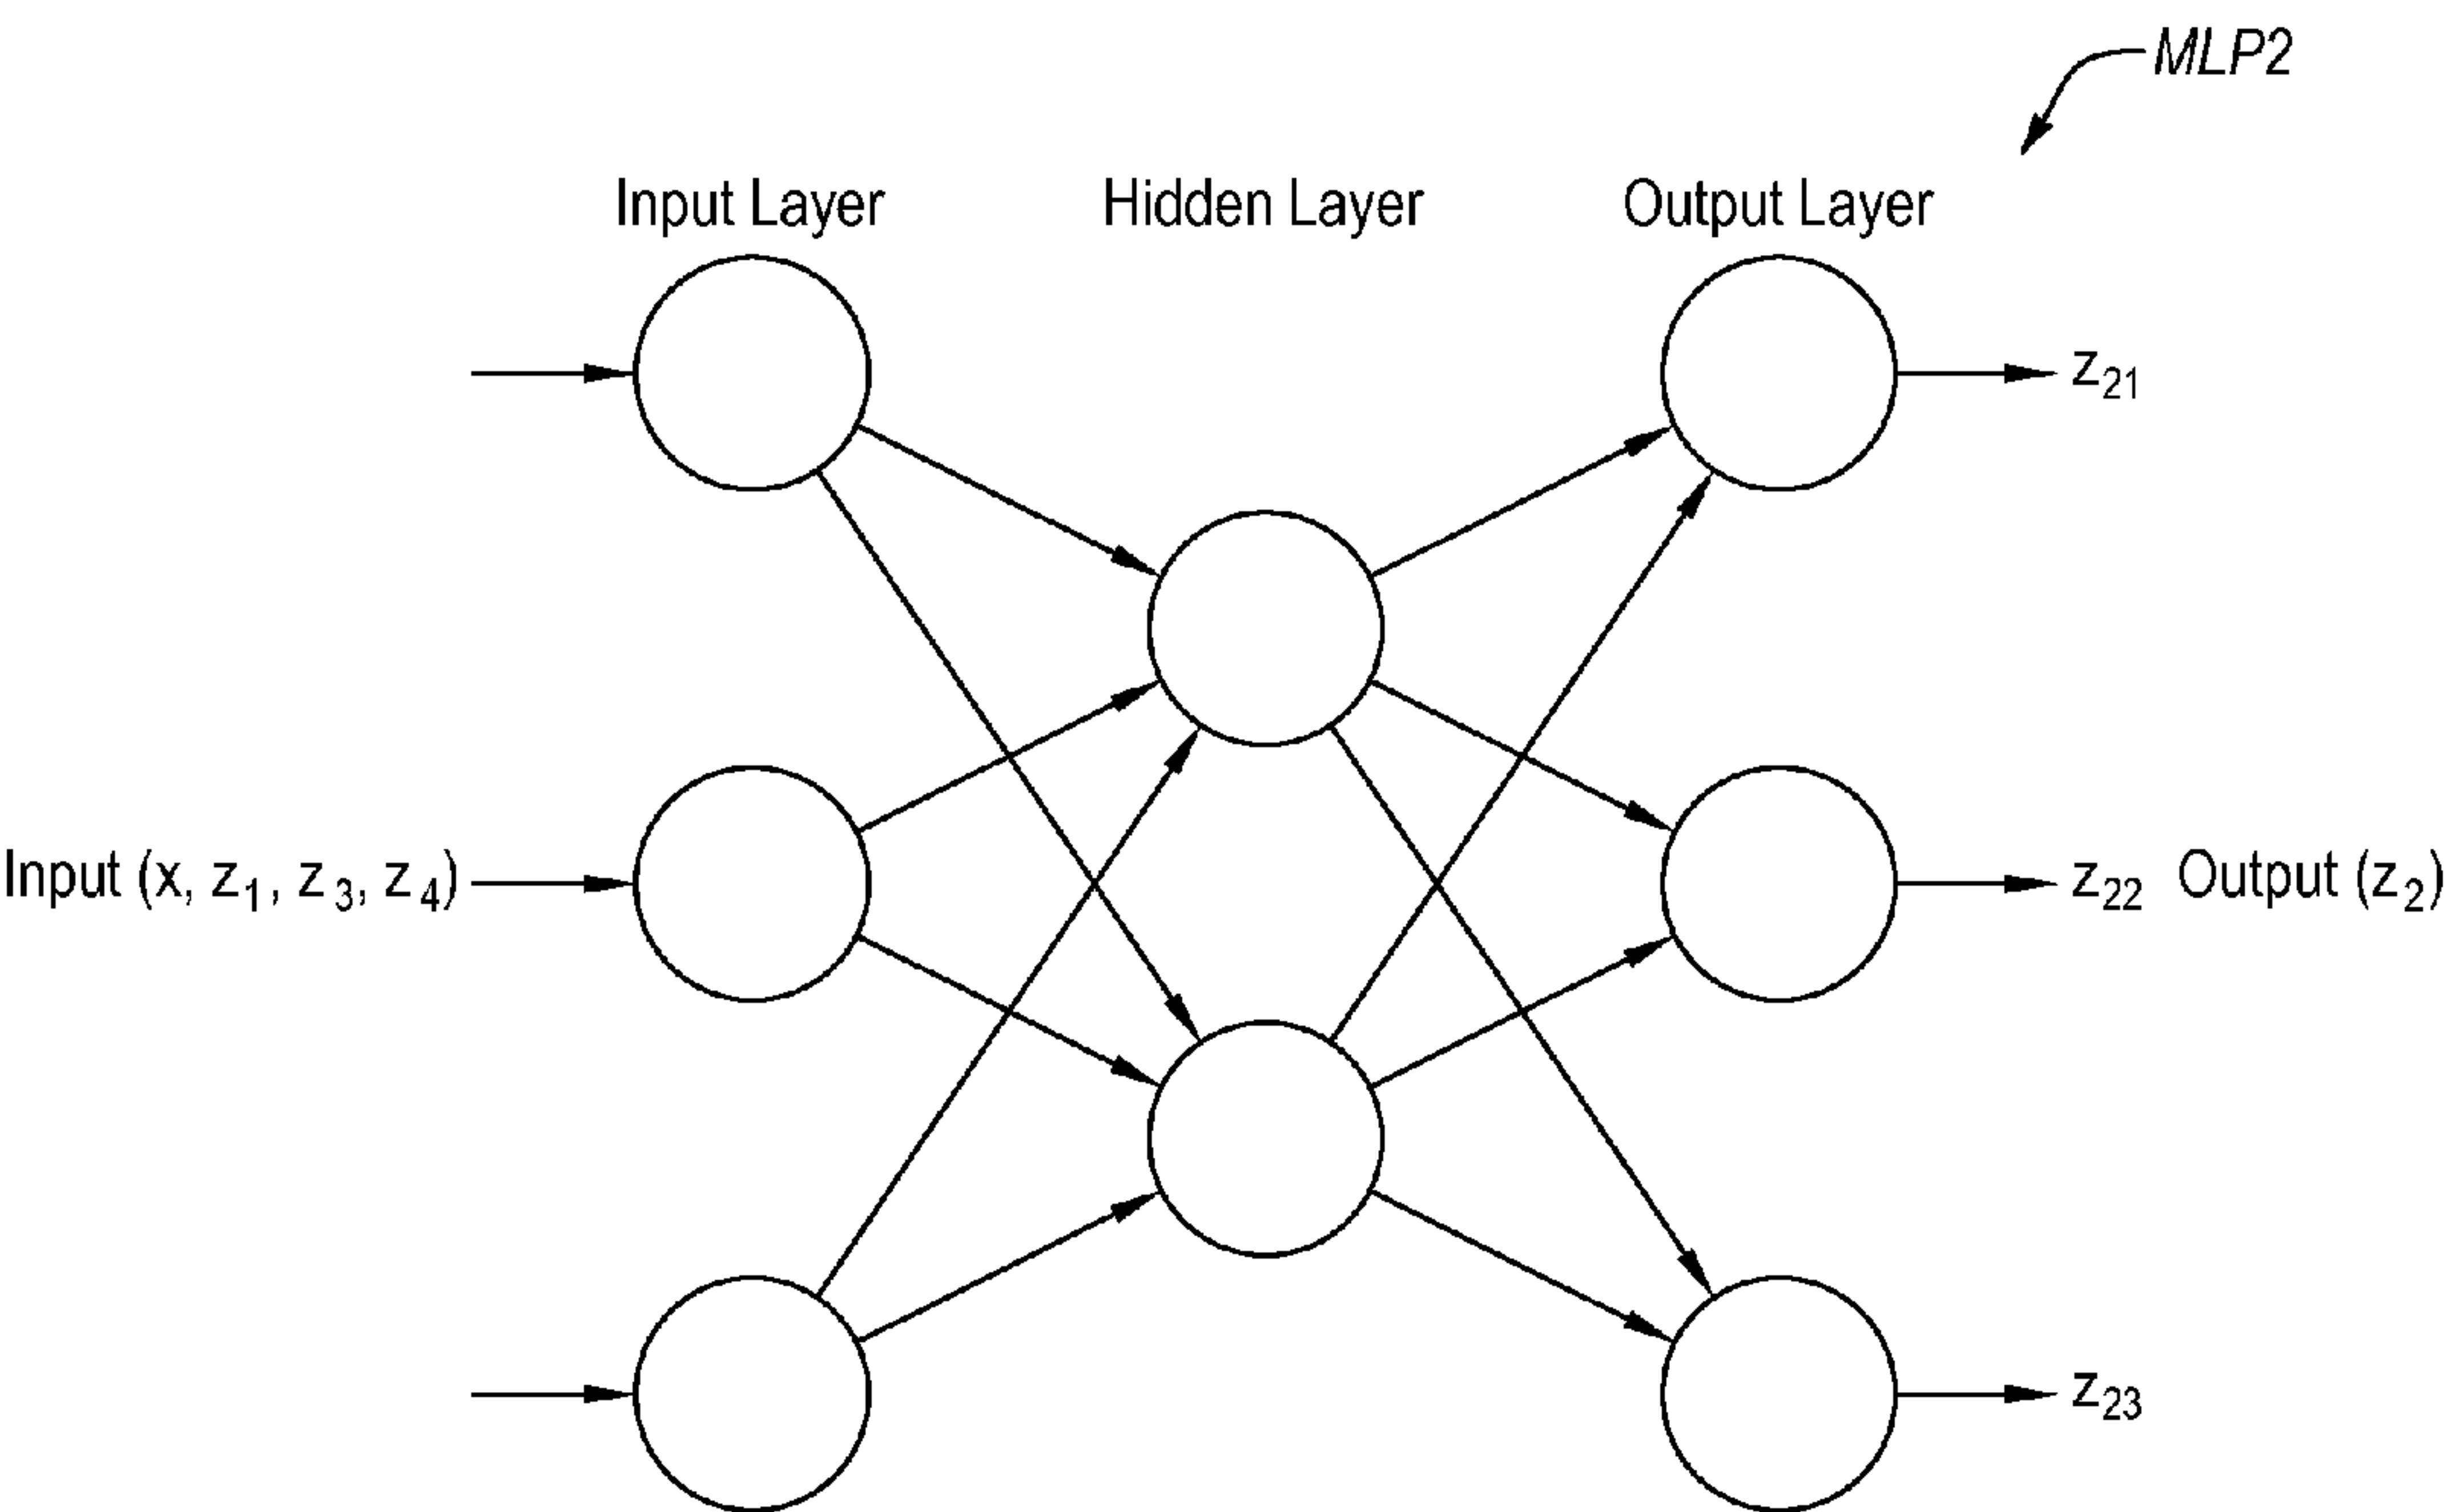 MLP2
Input Layer
Hidden Layer
Output Layer
z21
Input (x, z1, z3, z4)
z22
Output (z2)
z23